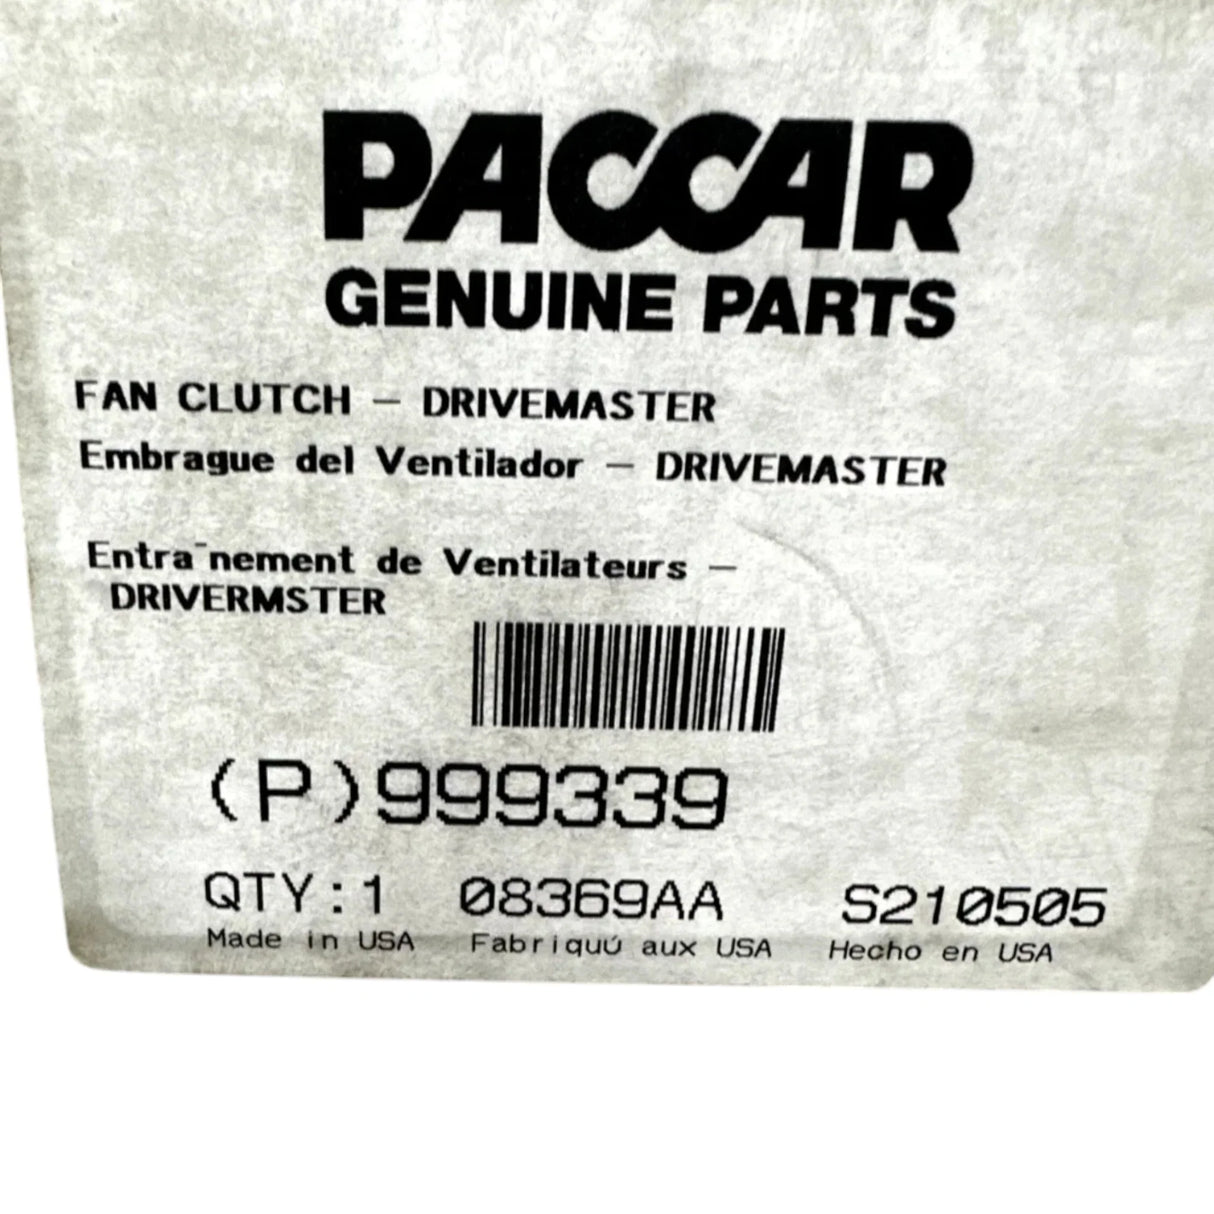 PACCAR
GENUINE PARTS
FAN CLUTCH - DRIVEMASTER
Embrague del Ventilador - DRIVEMASTER
Entra¯nement de Ventilateurs -
DRIVERMSTER
(P)999339
QTY:1 08369AA S210505
Made in USA Fabriquú aux USA Hecho en USA